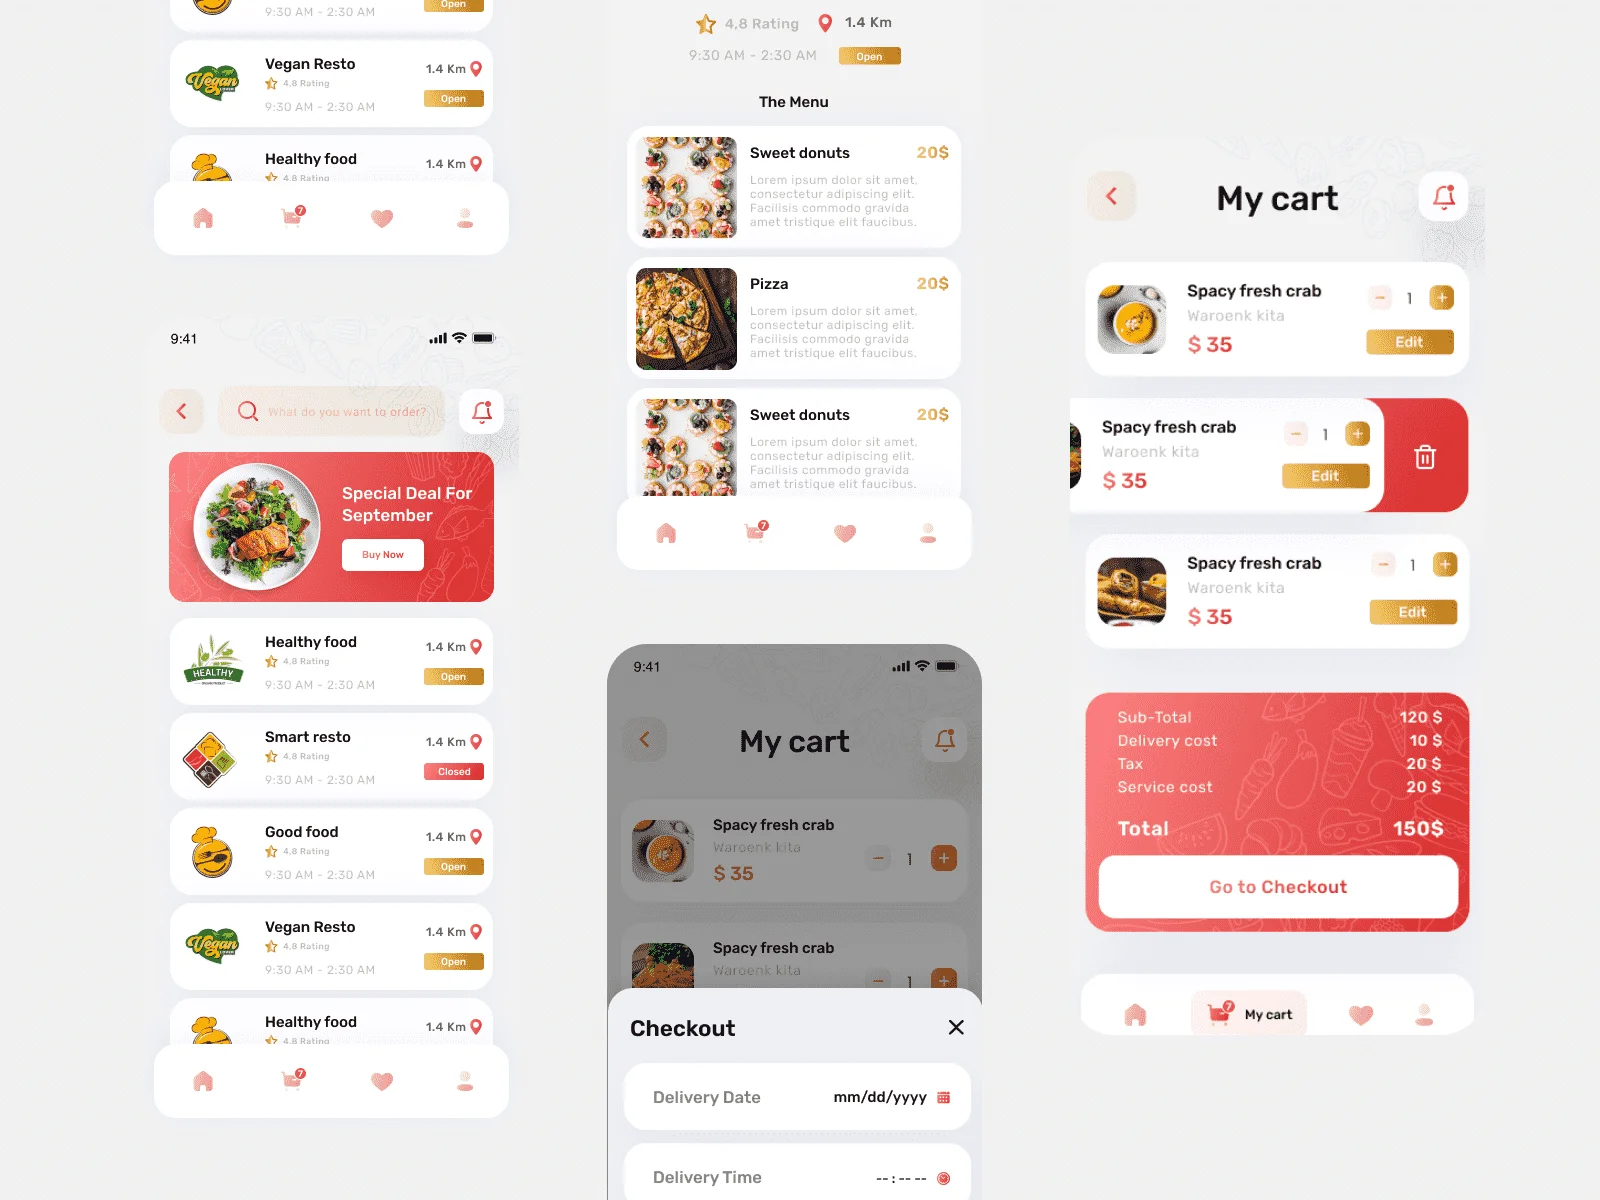 Open
9:30 AM - 2:30 AM
Vegan
Vegan Resto
4,8 Rating
9:30 AM - 2:30 AM
1.4 Km
Open
Healthy food
4,8 Rating
1.4 Km
7
9:41
What do you want to order?
Special Deal For
September
Buy Now
HEALTHY
Healthy food
4,8 Rating
9:30 AM - 2:30 AM
1.4 Km
Open
Smart resto
4,8 Rating
9:30 AM - 2:30 AM
1.4 Km
Closed
Good food
4,8 Rating
9:30 AM - 2:30 AM
1.4 Km
Open
Vegan
Vegan Resto
4,8 Rating
9:30 AM - 2:30 AM
1.4 Km
Open
Healthy food
4,8 Rating
1.4 Km
7
4,8 Rating
1.4 Km
9:30 AM - 2:30 AM
Open
The Menu
Sweet donuts
20$
Lorem ipsum dolor sit amet,
consectetur adipiscing elit.
Facilisis commodo gravida
amet tristique elit faucibus.
Pizza
20$
Lorem ipsum dolor sit amet,
consectetur adipiscing elit.
Facilisis commodo gravida
amet tristique elit faucibus.
Sweet donuts
20$
Lorem ipsum dolor sit amet,
consectetur adipiscing elit.
Facilisis commodo gravida
amet tristique elit faucibus.
7
9:41
My cart
Spacy fresh crab
Waroenk kita
$ 35
1
Spacy fresh crab
Waroenk kita
1
Checkout
Delivery Date
mm/dd/yyyy
Delivery Time
-- : -- --
My cart
Spacy fresh crab
Waroenk kita
$ 35
1
Edit
Spacy fresh crab
Waroenk kita
$ 35
1
Edit
Spacy fresh crab
Waroenk kita
$ 35
1
Edit
Sub-Total 120 $
Delivery cost 10 $
Tax 20 $
Service cost 20 $
Total 150$
Go to Checkout
7
My cart